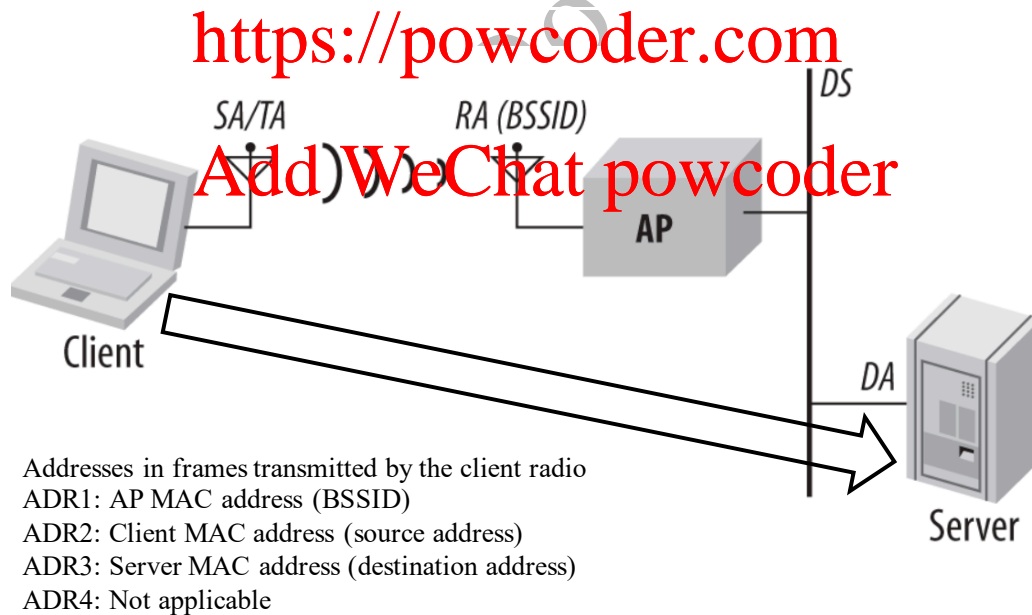 https://powcoder.com
DS
SA/TA
RA (BSSID)
Add WeChat powcoder
AP
Client
DA
Addresses in frames transmitted by the client radio
ADR1: AP MAC address (BSSID)
ADR2: Client MAC address (source address)
ADR3: Server MAC address (destination address)
Server
ADR4: Not applicable